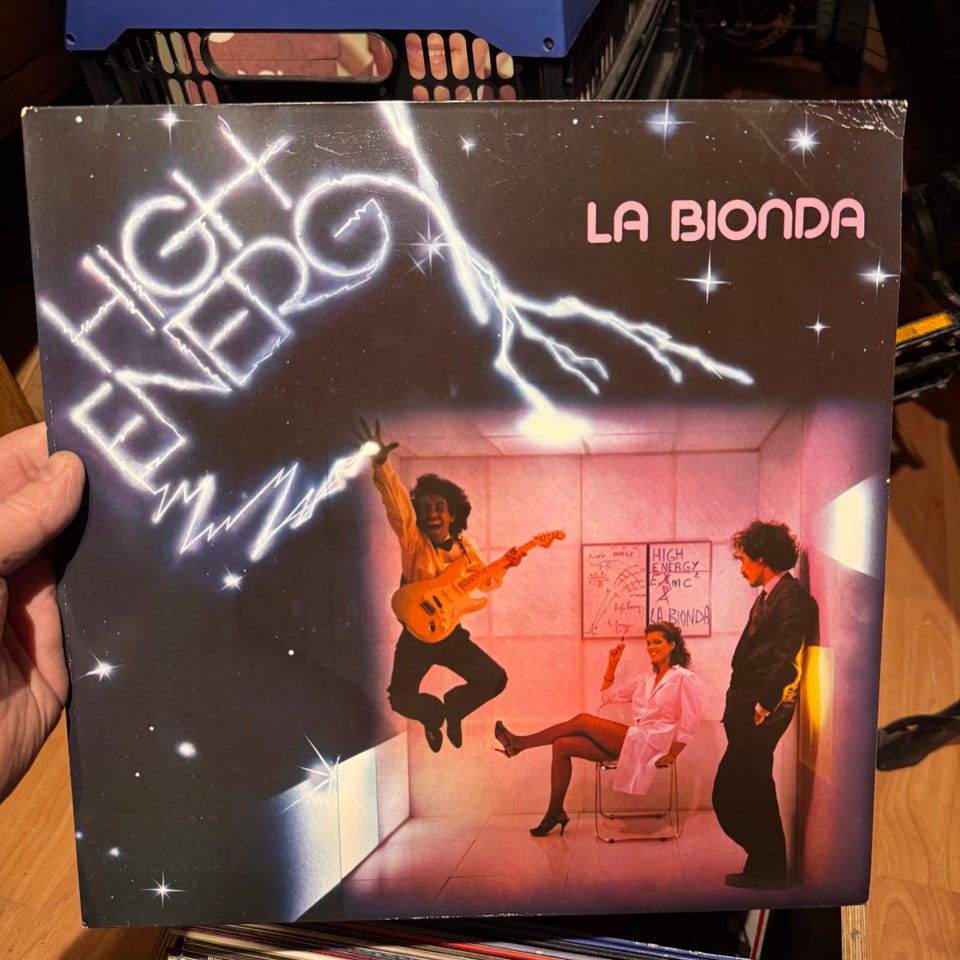 HIGH
ENERGY
LA BIONDA
HIGH
ENERGY
E mc²
LA BIONDA